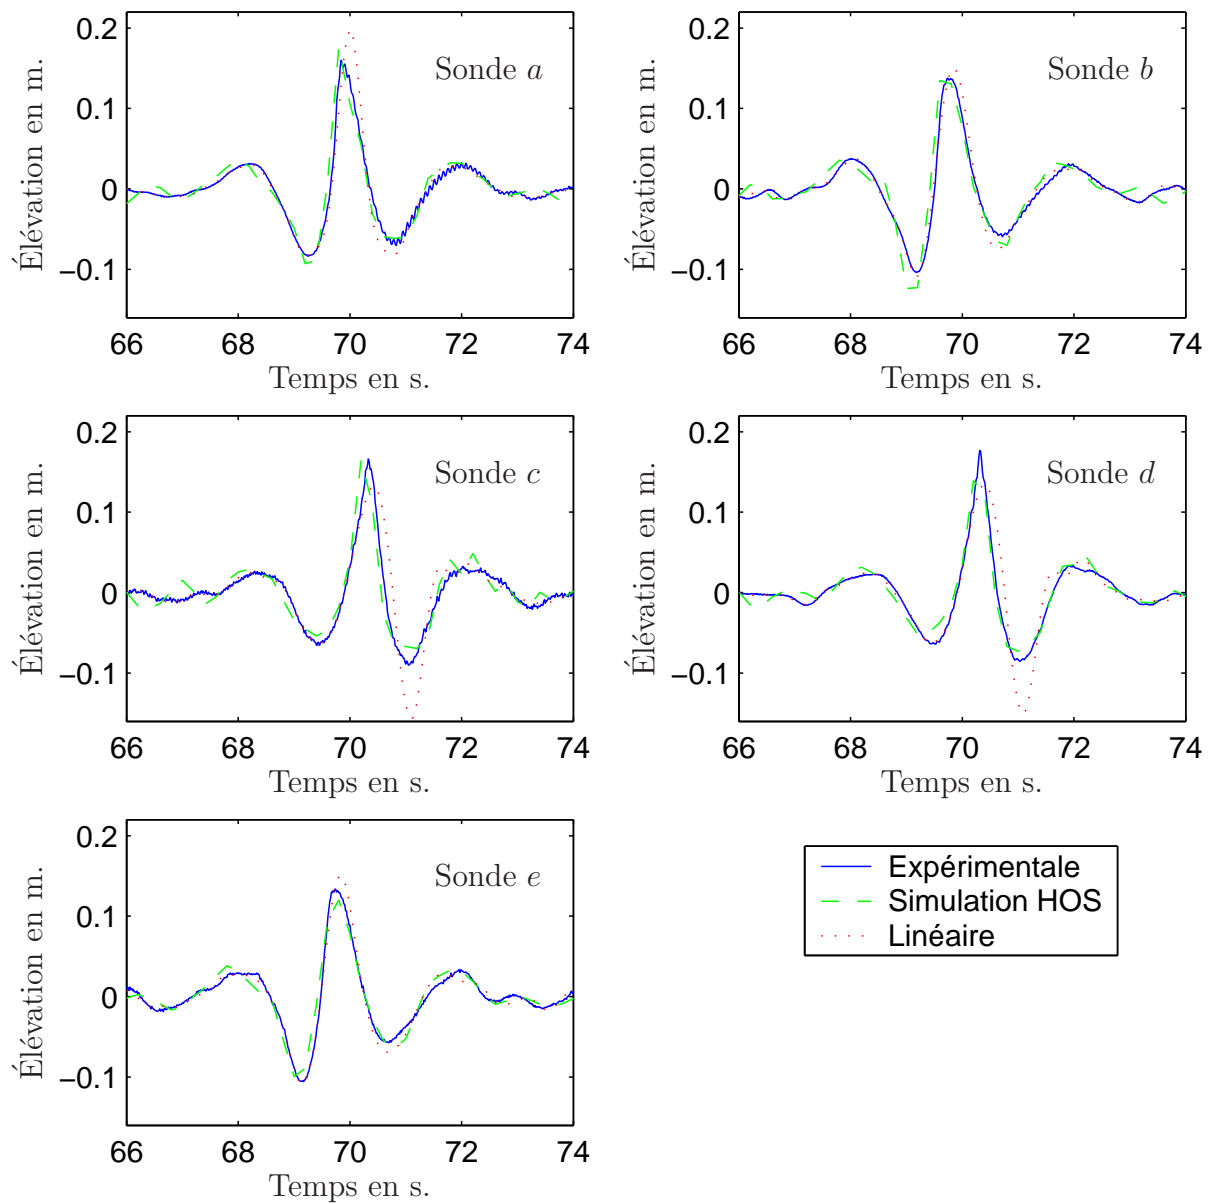 0.2
0.1
0
−0.1
66
68
70
72
74
Élévation en m.
Temps en s.
Sonde a
0.2
0.1
0
−0.1
66
68
70
72
74
Élévation en m.
Temps en s.
Sonde b
0.2
0.1
0
−0.1
66
68
70
72
74
Élévation en m.
Temps en s.
Sonde c
0.2
0.1
0
−0.1
66
68
70
72
74
Élévation en m.
Temps en s.
Sonde d
0.2
0.1
0
−0.1
66
68
70
72
74
Élévation en m.
Temps en s.
Sonde e
Expérimentale
Simulation HOS
Linéaire